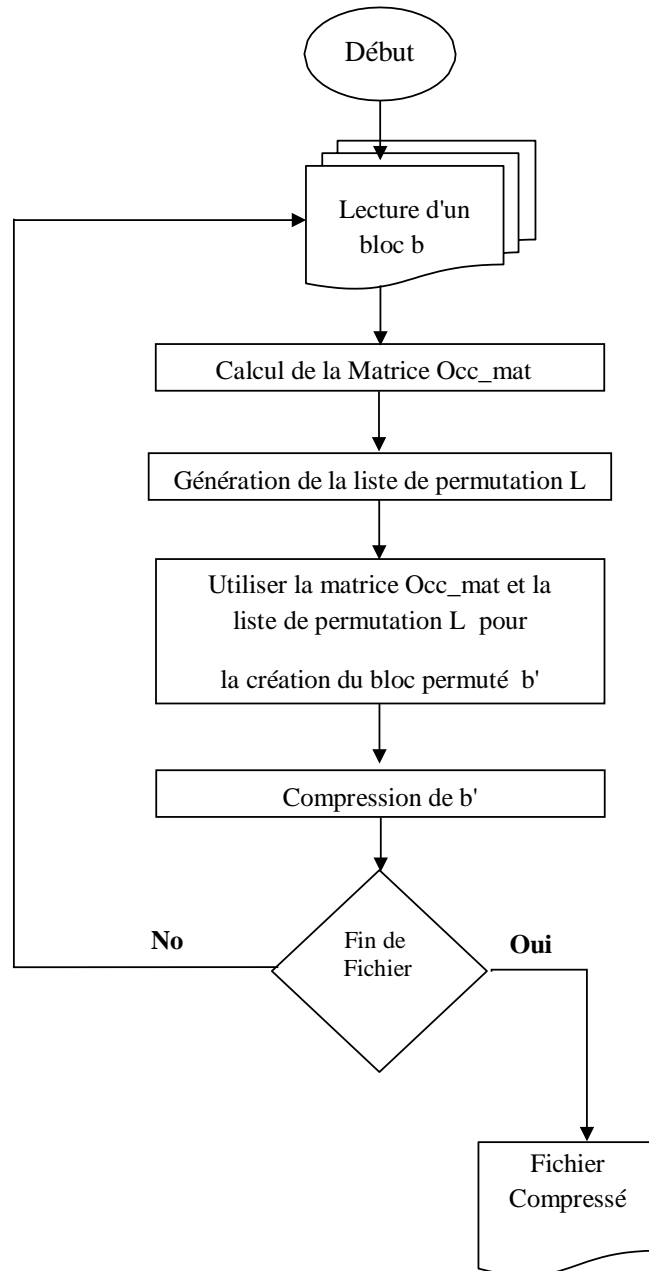 Début
Lecture d'un
bloc b
Calcul de la Matrice Occ_mat
Génération de la liste de permutation L
Utiliser la matrice Occ_mat et la
liste de permutation L pour
la création du bloc permuté b'
Compression de b'
No
Fin de
Fichier
Oui
Fichier
Compressé